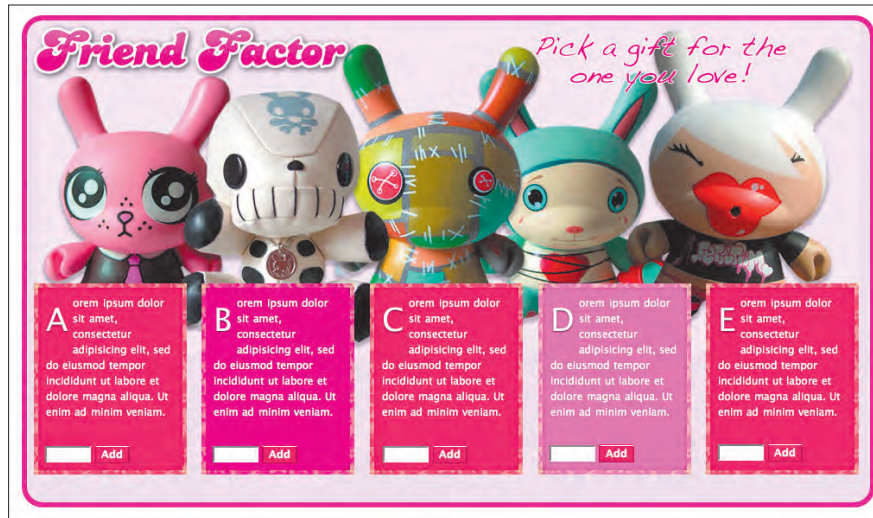 Friend Factor
Pick a gift for the
one you love!
A orem ipsum dolor
sit amet,
consectetur
adipisicing elit, sed
do eiusmod tempor
incididunt ut labore et
dolore magna aliqua. Ut
enim ad minim veniam.
Add
B orem ipsum dolor
sit amet,
consectetur
adipisicing elit, sed
do eiusmod tempor
incididunt ut labore et
dolore magna aliqua. Ut
enim ad minim veniam.
Add
C orem ipsum dolor
sit amet,
consectetur
adipisicing elit, sed
do eiusmod tempor
incididunt ut labore et
dolore magna aliqua. Ut
enim ad minim veniam.
Add
D orem ipsum dolor
sit amet,
consectetur
adipisicing elit, sed
do eiusmod tempor
incididunt ut labore et
dolore magna aliqua. Ut
enim ad minim veniam.
Add
E orem ipsum dolor
sit amet,
consectetur
adipisicing elit, sed
do eiusmod tempor
incididunt ut labore et
dolore magna aliqua. Ut
enim ad minim veniam.
Add